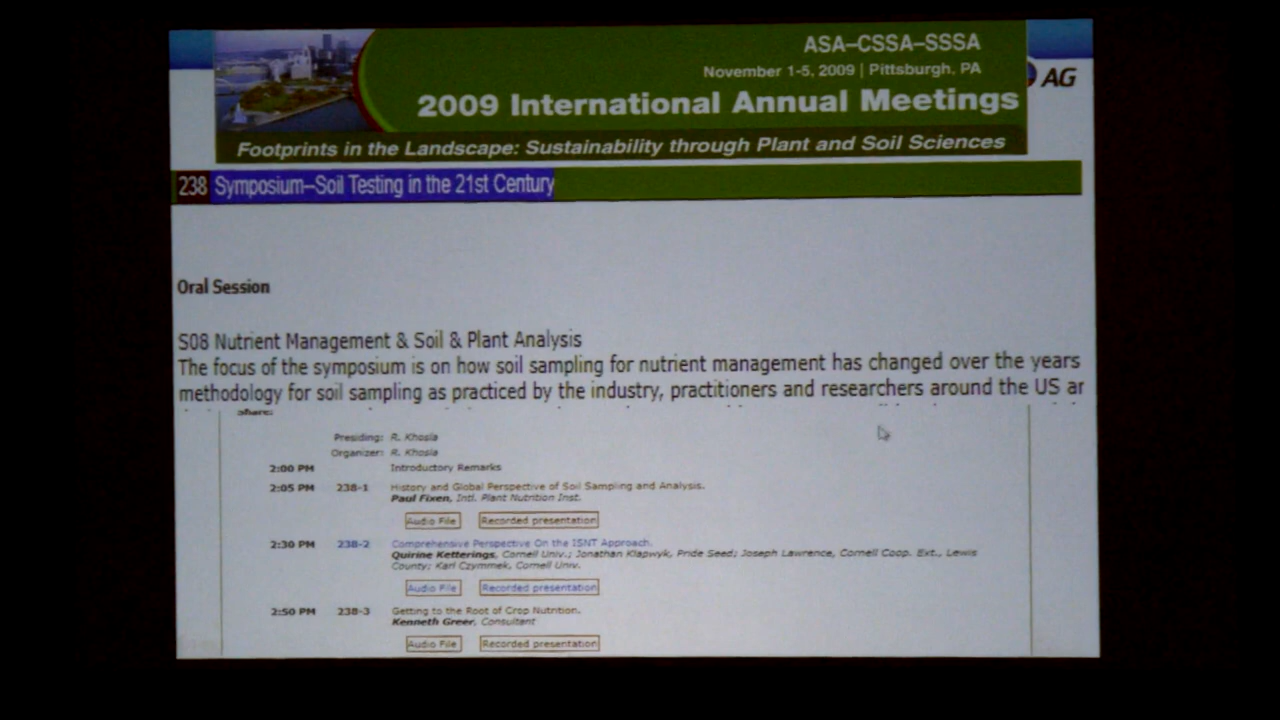 ASA–CSSA–SSSA
November 1-5, 2009 | Pittsburgh, PA
AG
2009 International Annual Meetings
Footprints in the Landscape: Sustainability through Plant and Soil Sciences
238 Symposium--Soil Testing in the 21st Century
Oral Session
S08 Nutrient Management & Soil & Plant Analysis
The focus of the symposium is on how soil sampling for nutrient management has changed over the years
methodology for soil sampling as practiced by the industry, practitioners and researchers around the US ar
share:
Presiding: R. Khosla
Organizer: R. Khosla
2:00 PM Introductory Remarks
2:05 PM 238-1 History and Global Perspective of Soil Sampling and Analysis.
Paul Fixen, Intl. Plant Nutrition Inst.
Audio File Recorded presentation
2:30 PM 238-2 Comprehensive Perspective On the ISNT Approach.
Quirine Ketterings, Cornell Univ.; Jonathan Klapwyk, Pride Seed; Joseph Lawrence, Cornell Coop. Ext., Lewis
County; Karl Czymmek, Cornell Univ.
Audio File Recorded presentation
2:50 PM 238-3 Getting to the Root of Crop Nutrition.
Kenneth Greer, Consultant
Audio File Recorded presentation